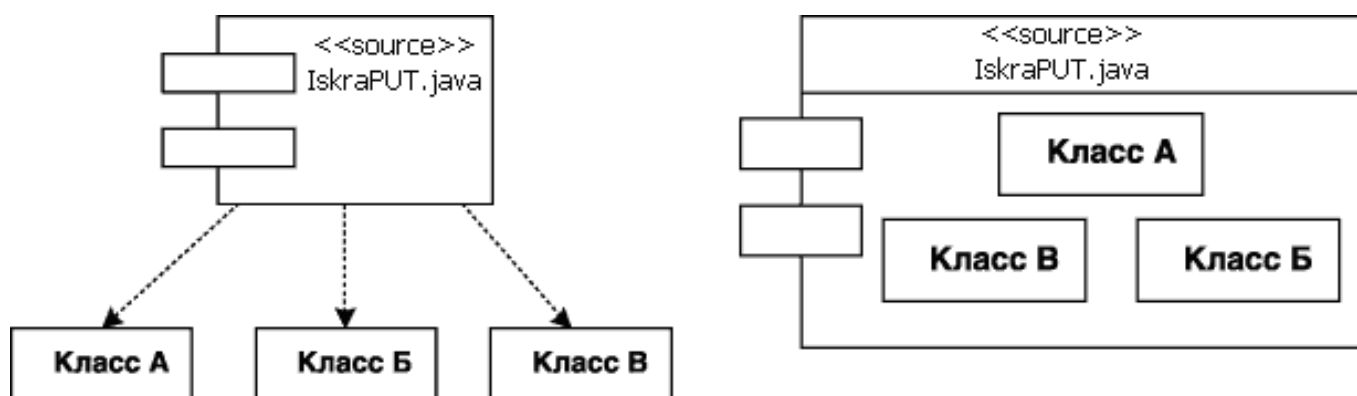 <<source>>
IskraPUT.java
Класс А
Класс Б
Класс В
<<source>>
IskraPUT.java
Класс А
Класс В
Класс Б